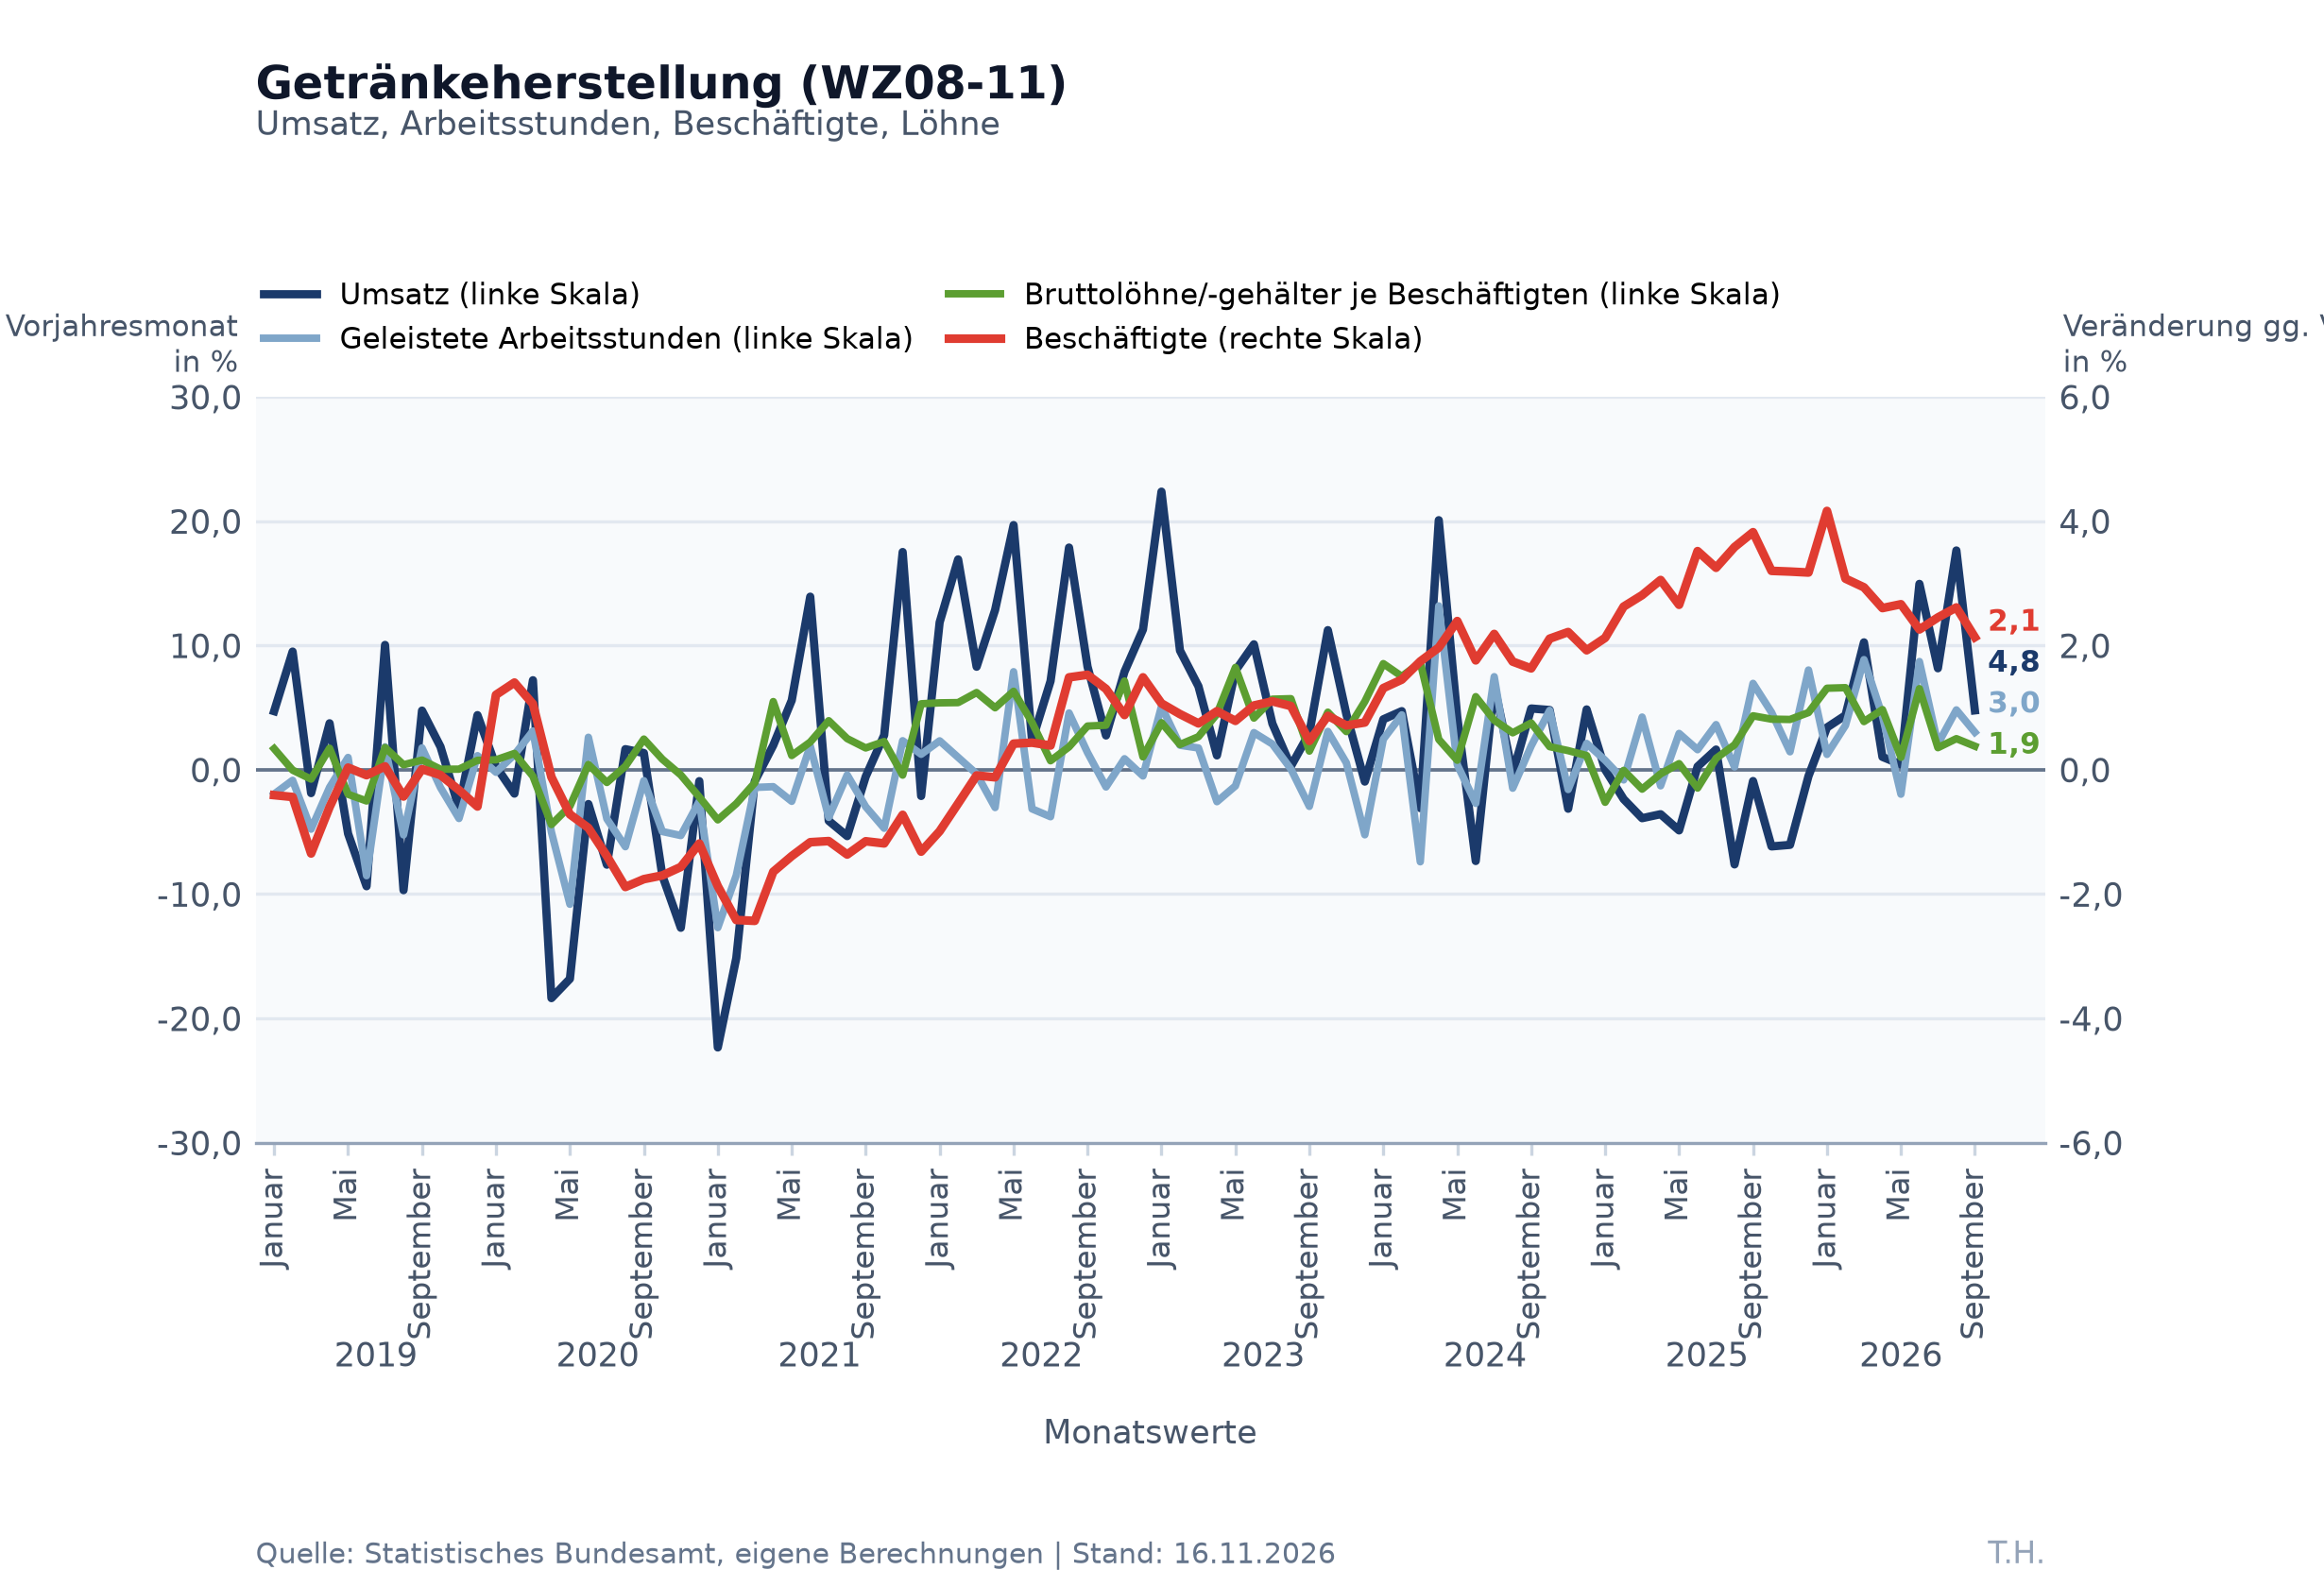 Getränkeherstellung (WZ08-11)
Umsatz, Arbeitsstunden, Beschäftigte, Löhne
Umsatz (linke Skala)
Geleistete Arbeitsstunden (linke Skala)
Bruttolöhne/-gehälter je Beschäftigten (linke Skala)
Beschäftigte (rechte Skala)
Vorjahresmonat
in %
Veränderung gg.
in %
30,0
20,0
10,0
0,0
-10,0
-20,0
-30,0
6,0
4,0
2,0
0,0
-2,0
-4,0
-6,0
2,1
4,8
3,0
1,9
Januar
Mai
September
Januar
Mai
September
Januar
Mai
September
Januar
Mai
September
Januar
Mai
September
Januar
Mai
September
Januar
Mai
September
Januar
Mai
September
2019
2020
2021
2022
2023
2024
2025
2026
Monatswerte
Quelle: Statistisches Bundesamt, eigene Berechnungen | Stand: 16.11.2026
T.H.